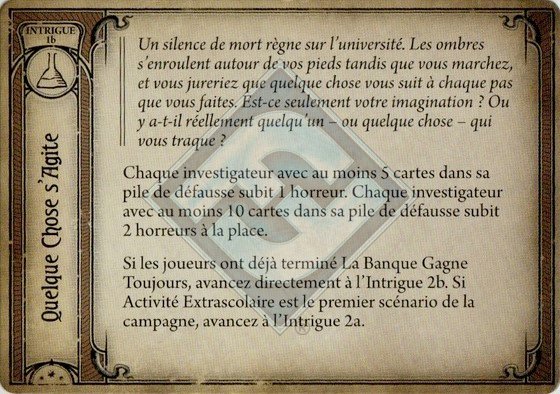 INTRIGUE
1b
Quelque Chose s'Agite
Un silence de mort règne sur l'université. Les ombres
s'enroulent autour de vos pieds tandis que vous marchez,
et vous jureriez que quelque chose vous suit à chaque pas
que vous faites. Est-ce seulement votre imagination ? Ou
y a-t-il réellement quelqu'un – ou quelque chose – qui
vous traque ?
Chaque investigateur avec au moins 5 cartes dans sa
pile de défausse subit 1 horreur. Chaque investigateur
avec au moins 10 cartes dans sa pile de défausse subit
2 horreurs à la place.
Si les joueurs ont déjà terminé La Banque Gagne
Toujours, avancez directement à l'Intrigue 2b. Si
Activité Extrascolaire est le premier scénario de la
campagne, avancez à l'Intrigue 2a.
®